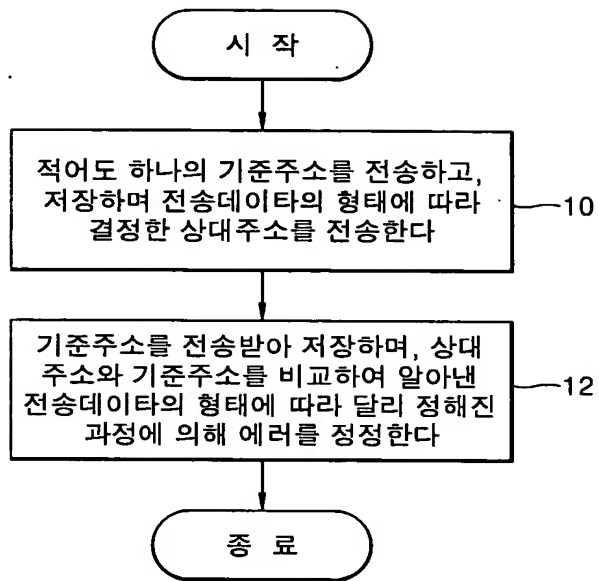 시 작
적어도 하나의 기준주소를 전송하고,
저장하며 전송데이타의 형태에 따라
결정한 상대주소를 전송한다
10
기준주소를 전송받아 저장하며, 상대
주소와 기준주소를 비교하여 알아낸
전송데이타의 형태에 따라 달리 정해진
과정에 의해 에러를 정정한다
12
종 료